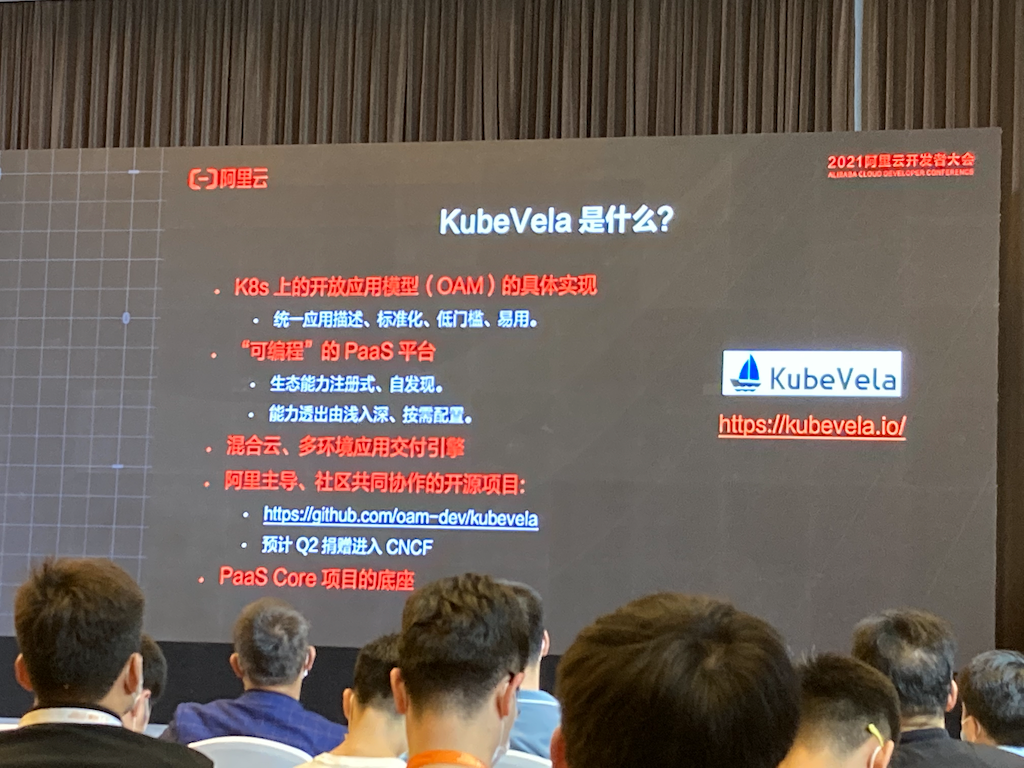 阿里云
2021阿里云开发者大会
ALIBABA CLOUD DEVELOPER CONFERENCE
KubeVela 是什么？
• K8s 上的开放应用模型（OAM）的具体实现
• 统一应用描述、标准化、低门槛、易用。
• “可编程”的 PaaS 平台
• 生态能力注册式、自发现。
• 能力透出由浅入深、按需配置。
• 混合云、多环境应用交付引擎
• 阿里主导、社区共同协作的开源项目：
• https://github.com/oam-dev/kubevela
• 预计 Q2 捐赠进入 CNCF
• PaaS Core 项目的底座
KubeVela
https://kubevela.io/